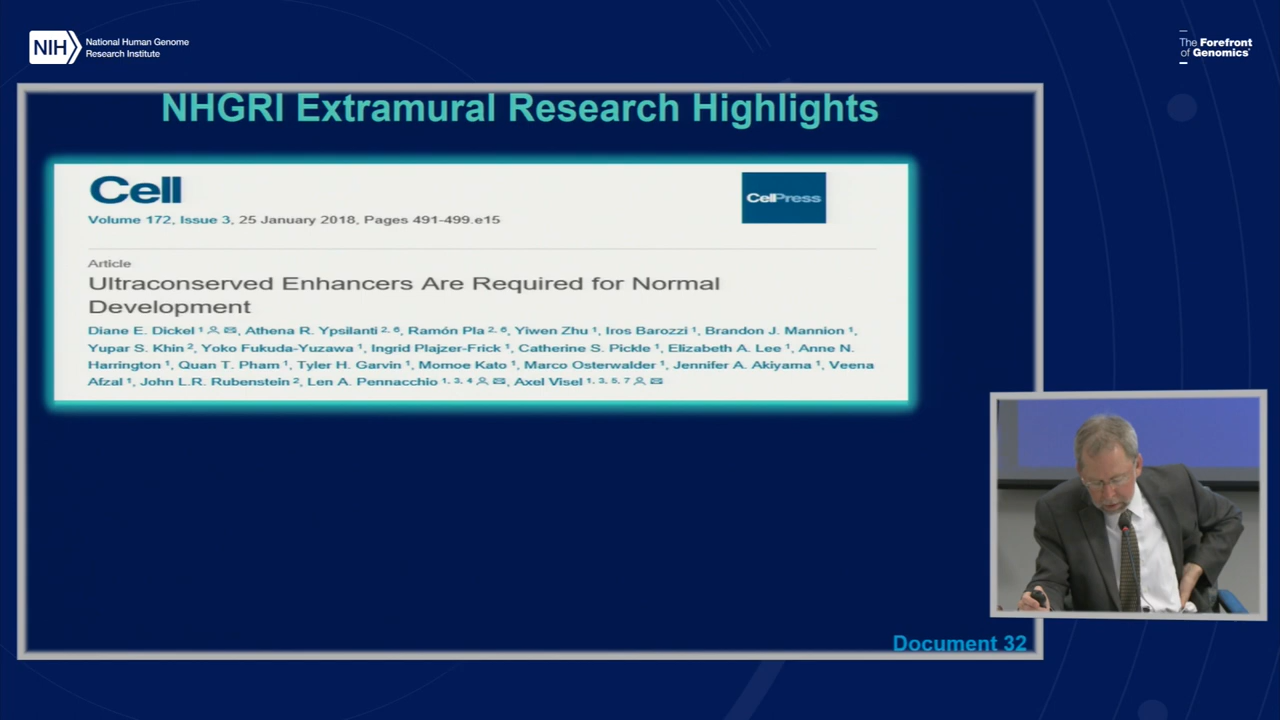 NIH
National Human Genome
Research Institute
The Forefront
of Genomics®
NHGRI Extramural Research Highlights
Cell
CellPress
Volume 172, Issue 3, 25 January 2018, Pages 491-499.e15
Article
Ultraconserved Enhancers Are Required for Normal
Development
Diane E. Dickel ¹, Athena R. Ypsilanti ², ⁶, Ramón Pla ², ⁶, Yiwen Zhu ¹, Iros Barozzi ¹, Brandon J. Mannion ¹,
Yupar S. Khin ², Yoko Fukuda-Yuzawa ¹, Ingrid Plajzer-Frick ¹, Catherine S. Pickle ¹, Elizabeth A. Lee ¹, Anne N.
Harrington ¹, Quan T. Pham ¹, Tyler H. Garvin ¹, Momoe Kato ¹, Marco Osterwalder ¹, Jennifer A. Akiyama ¹, Veena
Afzal ¹, John L.R. Rubenstein ², Len A. Pennacchio ¹, ³, ⁴, Axel Visel ¹, ³, ⁵, ⁷
Document 32